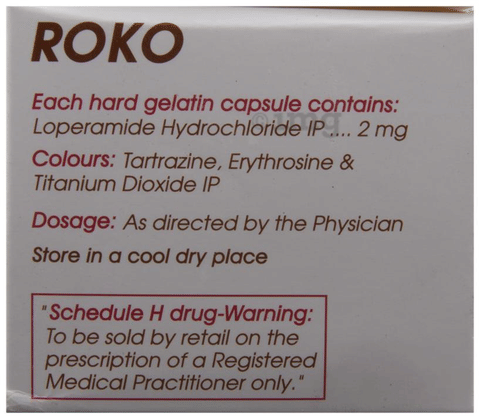 ROKO
Each hard gelatin capsule contains:
Loperamide Hydrochloride IP .... 2 mg
Colours: Tartrazine, Erythrosine &
Titanium Dioxide IP
Dosage: As directed by the Physician
Store in a cool dry place
"Schedule H drug-Warning:
To be sold by retail on the
prescription of a Registered
Medical Practitioner only."
1mg